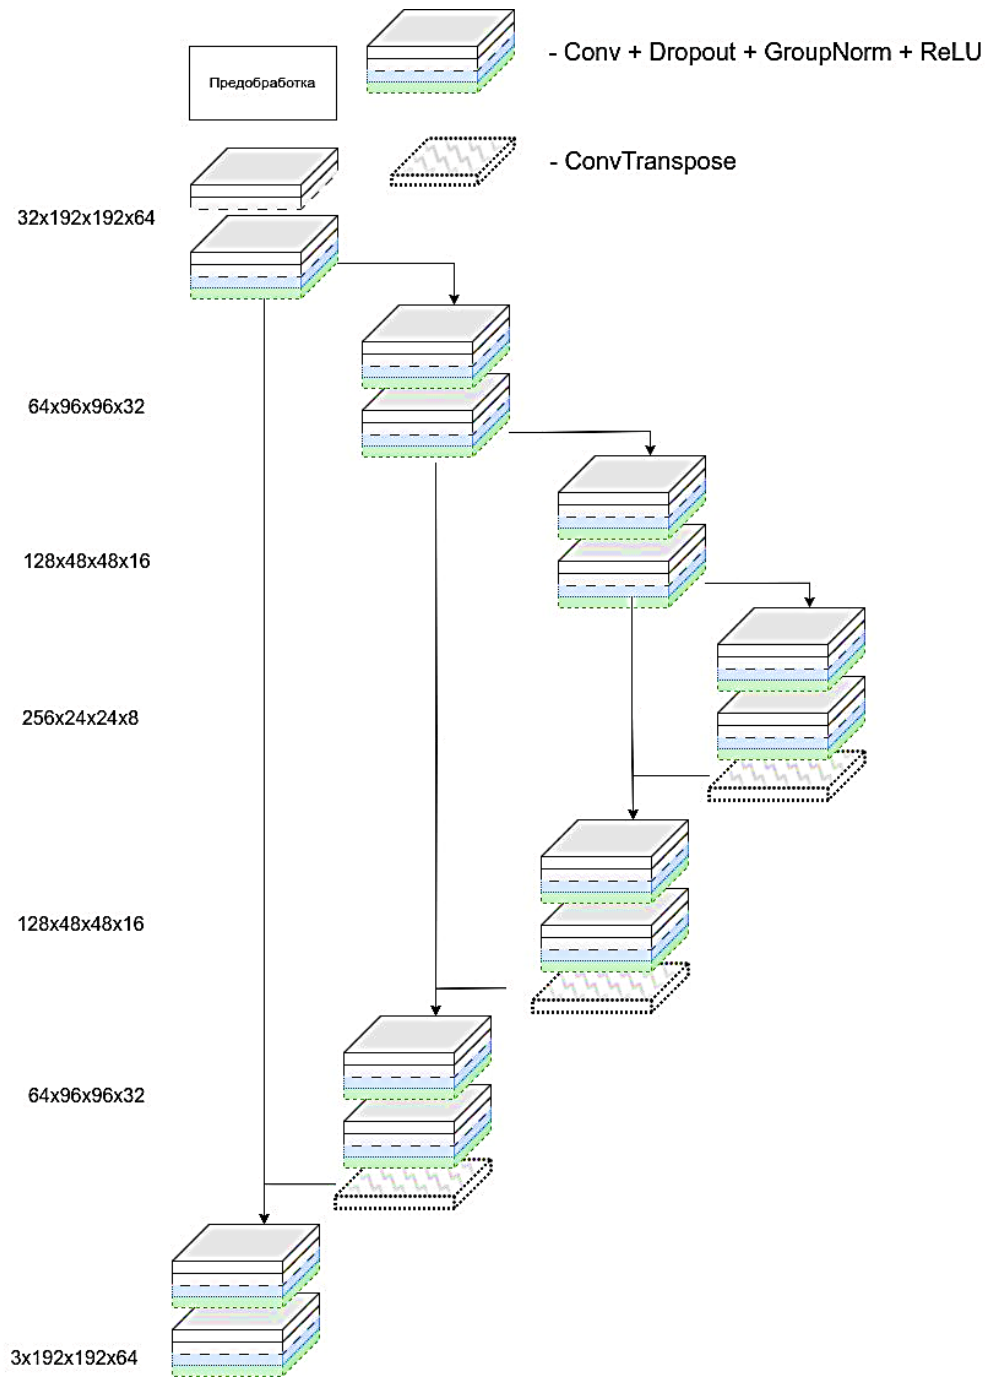 - Conv + Dropout + GroupNorm + ReLU
Предобработка
- ConvTranspose
32x192x192x64
64x96x96x32
128x48x48x16
256x24x24x8
128x48x48x16
64x96x96x32
3x192x192x64